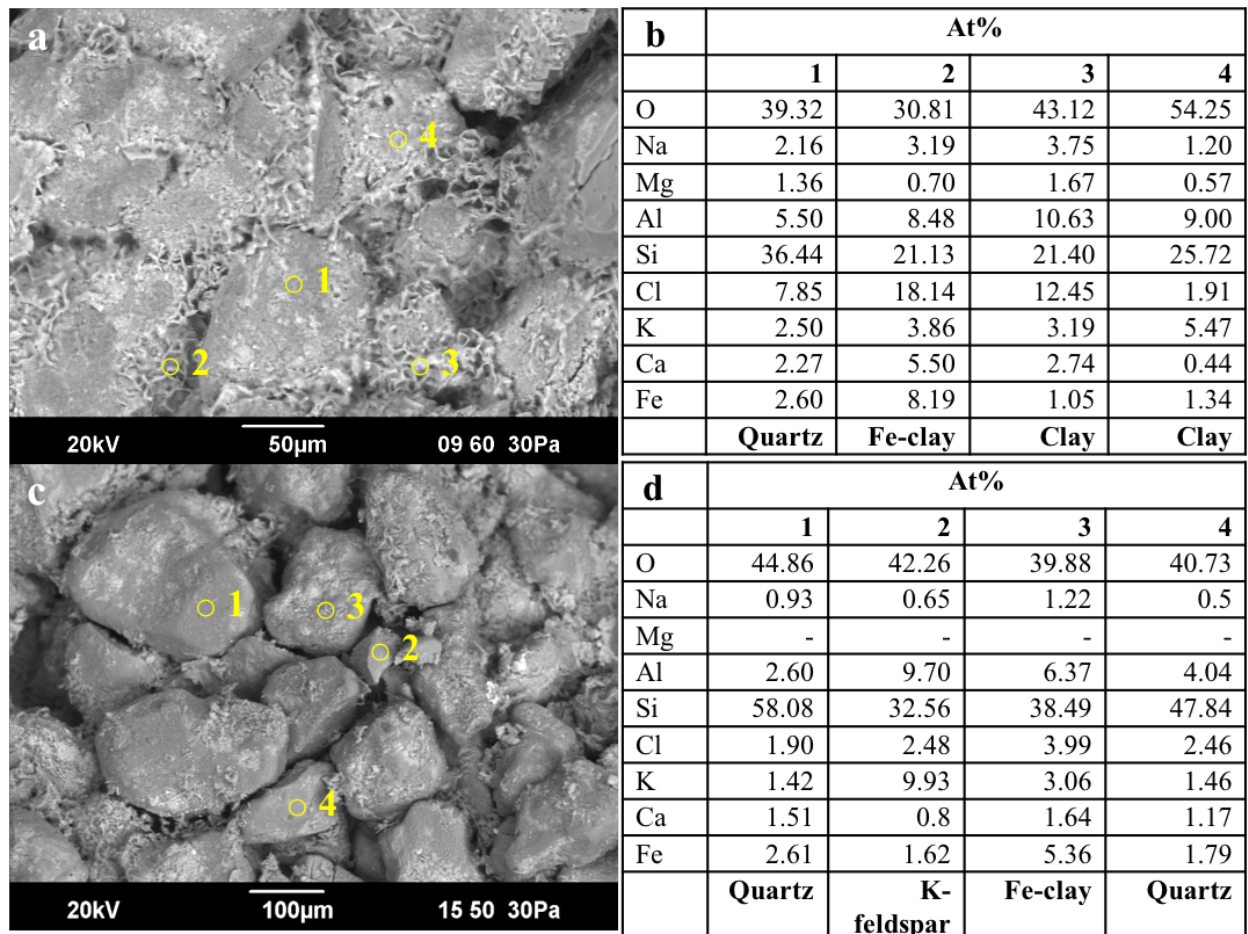 a
4
1
2
3
20kV 50µm 09 60 30Pa
b At%
1 2 3 4
O 39.32 30.81 43.12 54.25
Na 2.16 3.19 3.75 1.20
Mg 1.36 0.70 1.67 0.57
Al 5.50 8.48 10.63 9.00
Si 36.44 21.13 21.40 25.72
Cl 7.85 18.14 12.45 1.91
K 2.50 3.86 3.19 5.47
Ca 2.27 5.50 2.74 0.44
Fe 2.60 8.19 1.05 1.34
Quartz Fe-clay Clay Clay
c
1
3
2
4
20kV 100µm 15 50 30Pa
d At%
1 2 3 4
O 44.86 42.26 39.88 40.73
Na 0.93 0.65 1.22 0.5
Mg - - - -
Al 2.60 9.70 6.37 4.04
Si 58.08 32.56 38.49 47.84
Cl 1.90 2.48 3.99 2.46
K 1.42 9.93 3.06 1.46
Ca 1.51 0.8 1.64 1.17
Fe 2.61 1.62 5.36 1.79
Quartz K- Fe-clay Quartz
feldspar